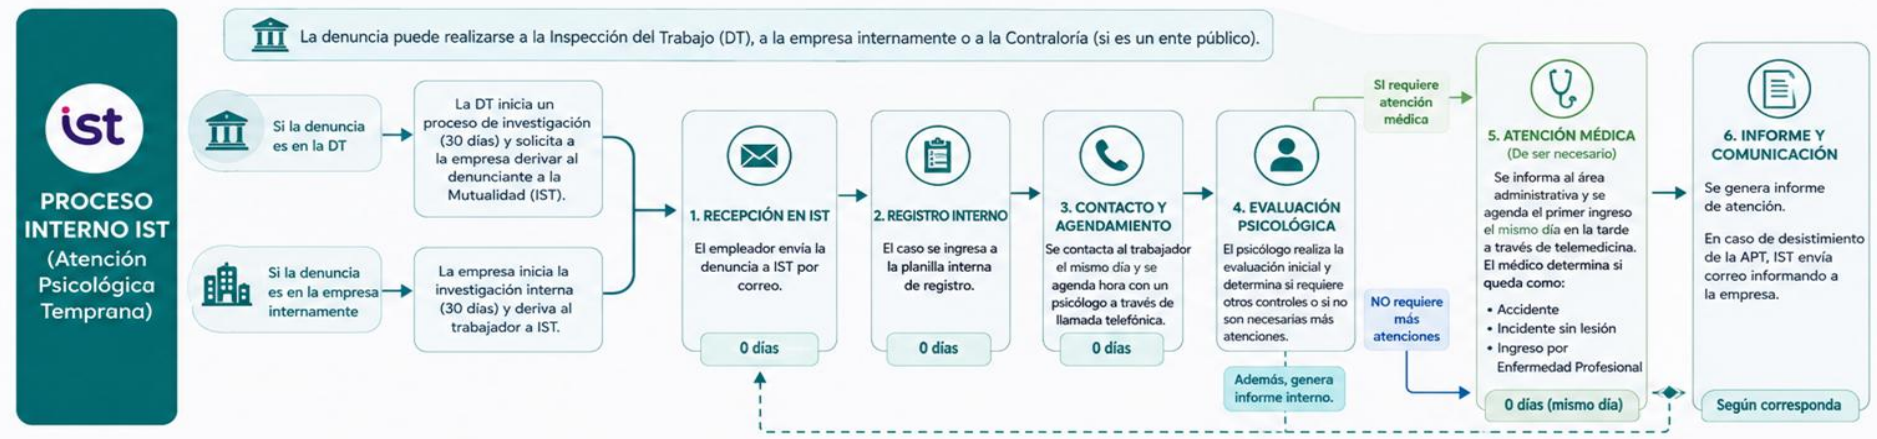 ist
PROCESO
INTERNO IST
(Atención
Psicológica
Temprana)
La denuncia puede realizarse a la Inspección del Trabajo (DT), a la empresa internamente o a la Contraloría (si es un ente público).
Si la denuncia
es en la DT
La DT inicia un
proceso de investigación
(30 días) y solicita a
la empresa derivar al
denunciante a la
Mutualidad (IST).
Si la denuncia
es en la empresa
internamente
La empresa inicia la
investigación interna
(30 días) y deriva al
trabajador a IST.
1. RECEPCIÓN EN IST
El empleador envía la
denuncia a IST por
correo.
0 días
2. REGISTRO INTERNO
El caso se ingresa a
la planilla interna
de registro.
0 días
3. CONTACTO Y
AGENDAMIENTO
Se contacta al trabajador
el mismo día y se
agenda hora con un
psicólogo a través de
llamada telefónica.
0 días
4. EVALUACIÓN
PSICOLÓGICA
El psicólogo realiza la
evaluación inicial y
determina si requiere
otros controles o si no
son necesarias más
atenciones.
Además, genera
informe interno.
SI requiere
atención
médica
NO requiere
más
atenciones
5. ATENCIÓN MÉDICA
(De ser necesario)
Se informa al área
administrativa y se
agenda el primer ingreso
el mismo día en la tarde
a través de telemedicina.
El médico determina si
queda como:
• Accidente
• Incidente sin lesión
• Ingreso por
Enfermedad Profesional
0 días (mismo día)
6. INFORME Y
COMUNICACIÓN
Se genera informe
de atención.
En caso de desistimiento
de la APT, IST envía
correo informando a
la empresa.
Según corresponda